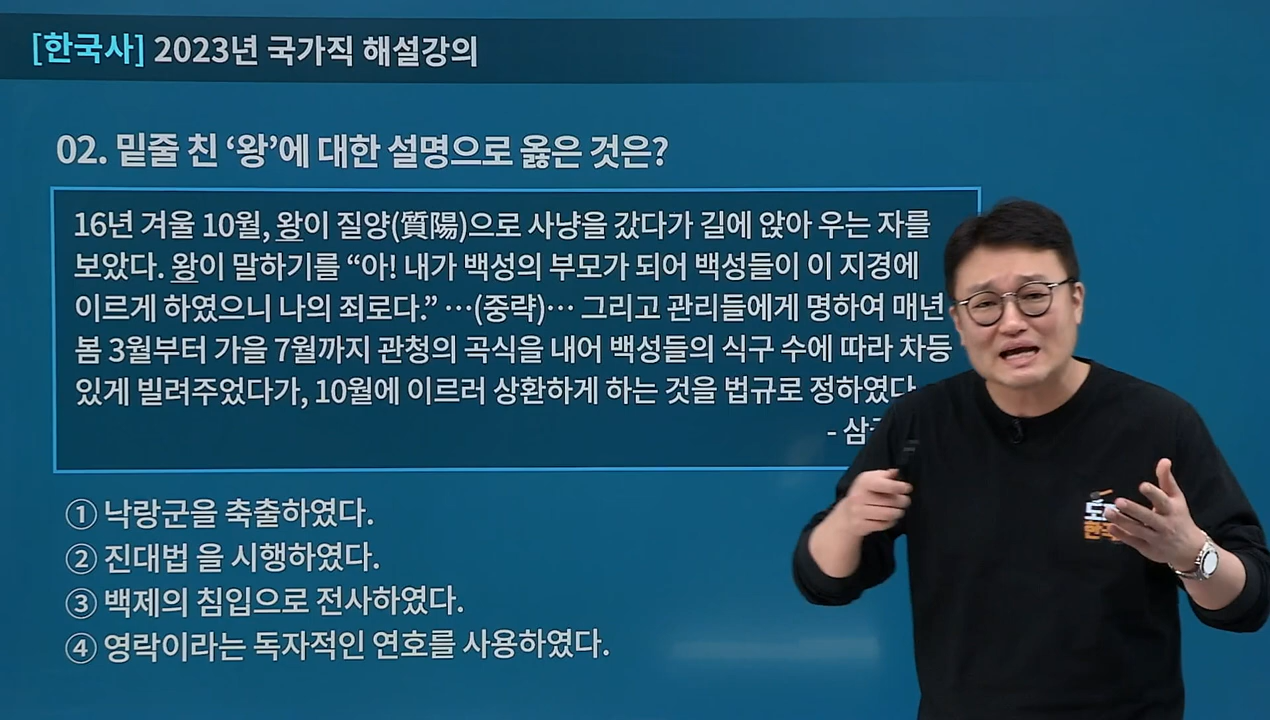 [한국사] 2023년 국가직 해설강의
02. 밑줄 친 ‘왕’에 대한 설명으로 옳은 것은?
16년 겨울 10월, 왕이 질양(質陽)으로 사냥을 갔다가 길에 앉아 우는 자를
보았다. 왕이 말하기를 “아! 내가 백성의 부모가 되어 백성들이 이 지경에
이르게 하였으니 나의 죄로다.” …(중략)… 그리고 관리들에게 명하여 매년
봄 3월부터 가을 7월까지 관청의 곡식을 내어 백성들의 식구 수에 따라 차등
있게 빌려주었다가, 10월에 이르러 상환하게 하는 것을 법규로 정하였다.
-
① 낙랑군을 축출하였다.
② 진대법 을 시행하였다.
③ 백제의 침입으로 전사하였다.
④ 영락이라는 독자적인 연호를 사용하였다.